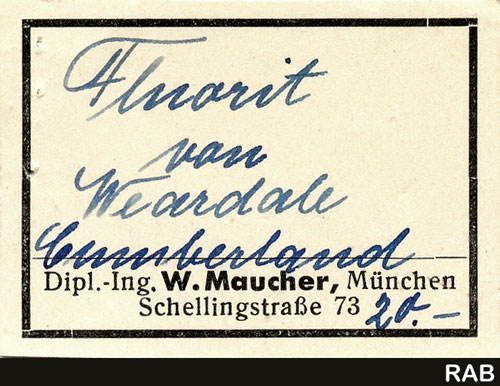 Fluorit
von
Weardale
Cumberland
Dipl.-Ing. W. Maucher, München
Schellingstraße 73 20.-
RAB